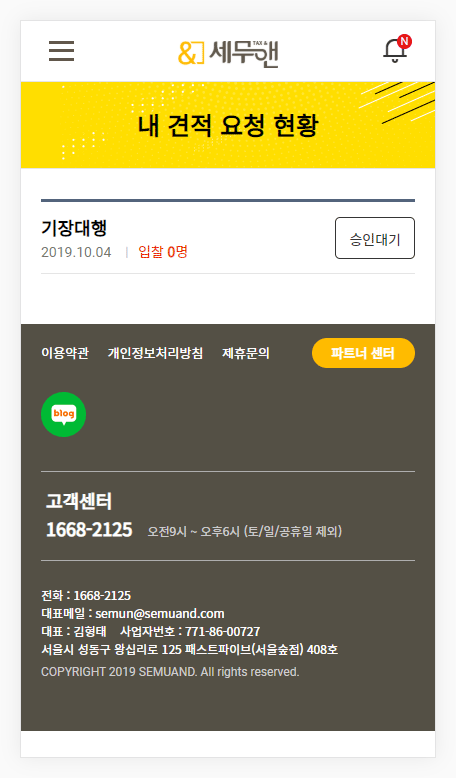 & 세무앤 TAX &
N
내 견적 요청 현황
기장대행
승인대기
2019.10.04 | 입찰 0명
이용약관 개인정보처리방침 제휴문의 파트너 센터
blog
고객센터
1668-2125 오전9시 ~ 오후6시 (토/일/공휴일 제외)
전화 : 1668-2125
대표메일 : semun@semuand.com
대표 : 김형태 사업자번호 : 771-86-00727
서울시 성동구 왕십리로 125 패스트파이브(서울숲점) 408호
COPYRIGHT 2019 SEMUAND. All rights reserved.